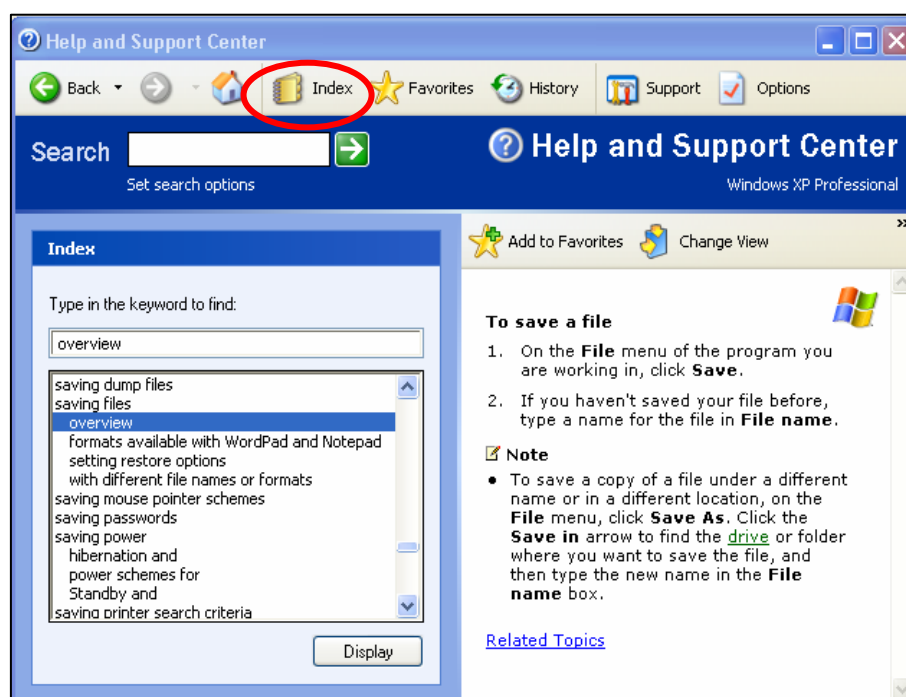 Help and Support Center
Back
Index
Favorites
History
Support
Options
Search
Set search options
Help and Support Center
Windows XP Professional
Index
Type in the keyword to find:
overview
saving dump files
saving files
overview
formats available with WordPad and Notepad
setting restore options
with different file names or formats
saving mouse pointer schemes
saving passwords
saving power
hibernation and
power schemes for
Standby and
saving printer search criteria
Display
Add to Favorites
Change View
»
To save a file
1. On the File menu of the program you
are working in, click Save.
2. If you haven't saved your file before,
type a name for the file in File name.
Note
• To save a copy of a file under a different
name or in a different location, on the
File menu, click Save As. Click the
Save in arrow to find the drive or folder
where you want to save the file, and
then type the new name in the File
name box.
Related Topics